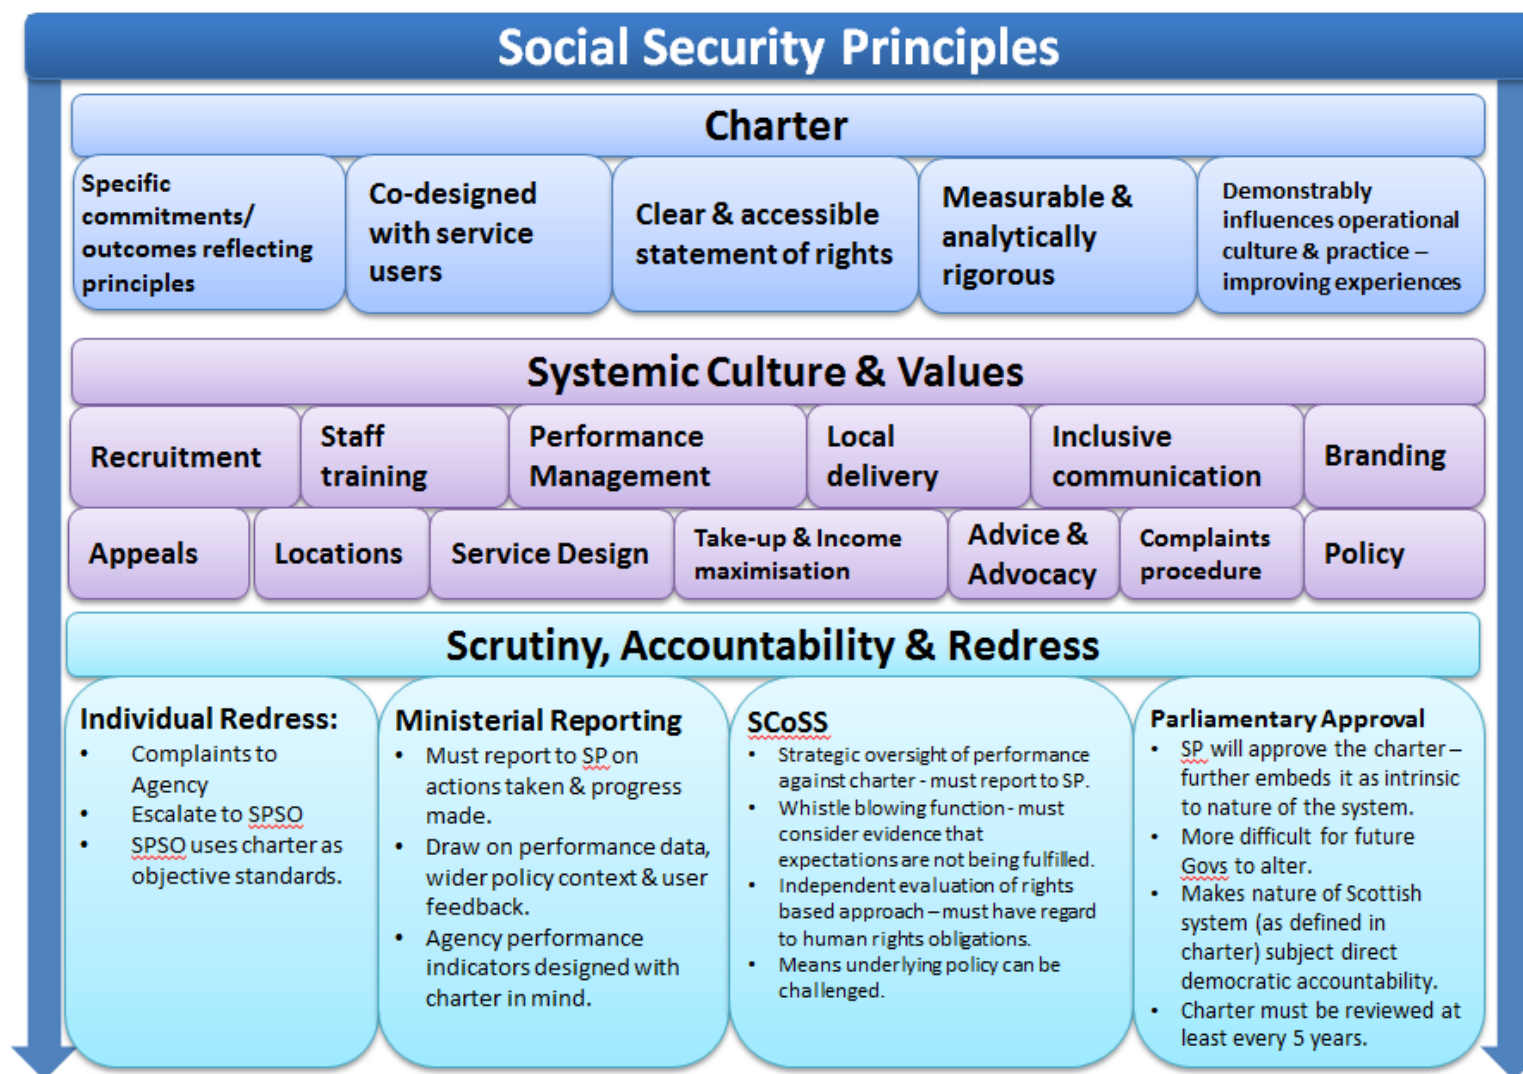 Social Security Principles
Charter
Specific
commitments/
outcomes reflecting
principles
Co-designed
with service
users
Clear & accessible
statement of rights
Measurable &
analytically
rigorous
Demonstrably
influences operational
culture & practice –
improving experiences
Systemic Culture & Values
Recruitment
Staff
training
Performance
Management
Local
delivery
Inclusive
communication
Branding
Appeals
Locations
Service Design
Take-up & Income
maximisation
Advice &
Advocacy
Complaints
procedure
Policy
Scrutiny, Accountability & Redress
Individual Redress:
• Complaints to
Agency
• Escalate to SPSO
• SPSO uses charter as
objective standards.
Ministerial Reporting
• Must report to SP on
actions taken & progress
made.
• Draw on performance data,
wider policy context & user
feedback.
• Agency performance
indicators designed with
charter in mind.
SCoSS
• Strategic oversight of performance
against charter - must report to SP.
• Whistle blowing function - must
consider evidence that
expectations are not being fulfilled.
• Independent evaluation of rights
based approach – must have regard
to human rights obligations.
• Means underlying policy can be
challenged.
Parliamentary Approval
• SP will approve the charter –
further embeds it as intrinsic
to nature of the system.
• More difficult for future
Govs to alter.
• Makes nature of Scottish
system (as defined in
charter) subject direct
democratic accountability.
• Charter must be reviewed at
least every 5 years.